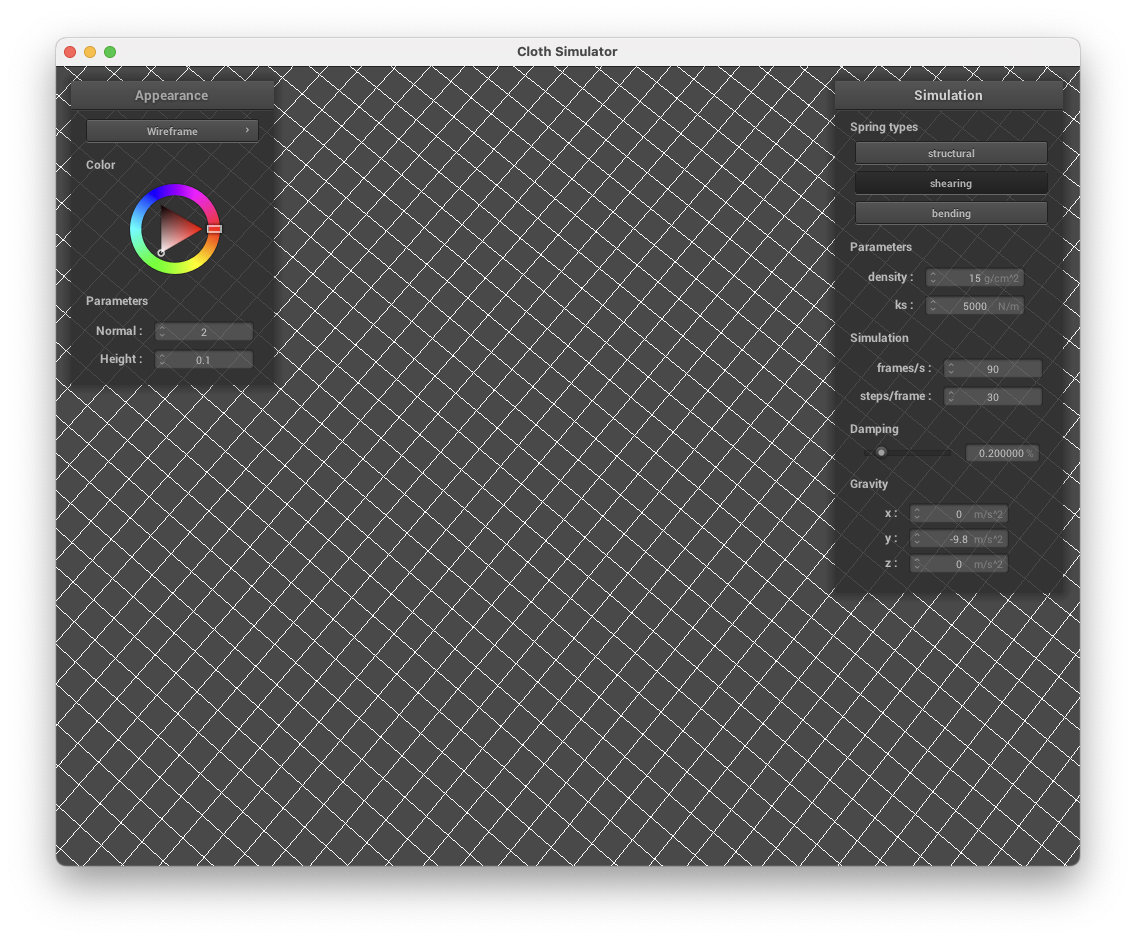 Cloth Simulator
Appearance
Wireframe ›
Color
Parameters
Normal : 2
Height : 0.1
Simulation
Spring types
structural
shearing
bending
Parameters
density : 15 g/cm^2
ks : 5000 N/m
Simulation
frames/s : 90
steps/frame : 30
Damping
0.200000 %
Gravity
x : 0 m/s^2
y : -9.8 m/s^2
z : 0 m/s^2